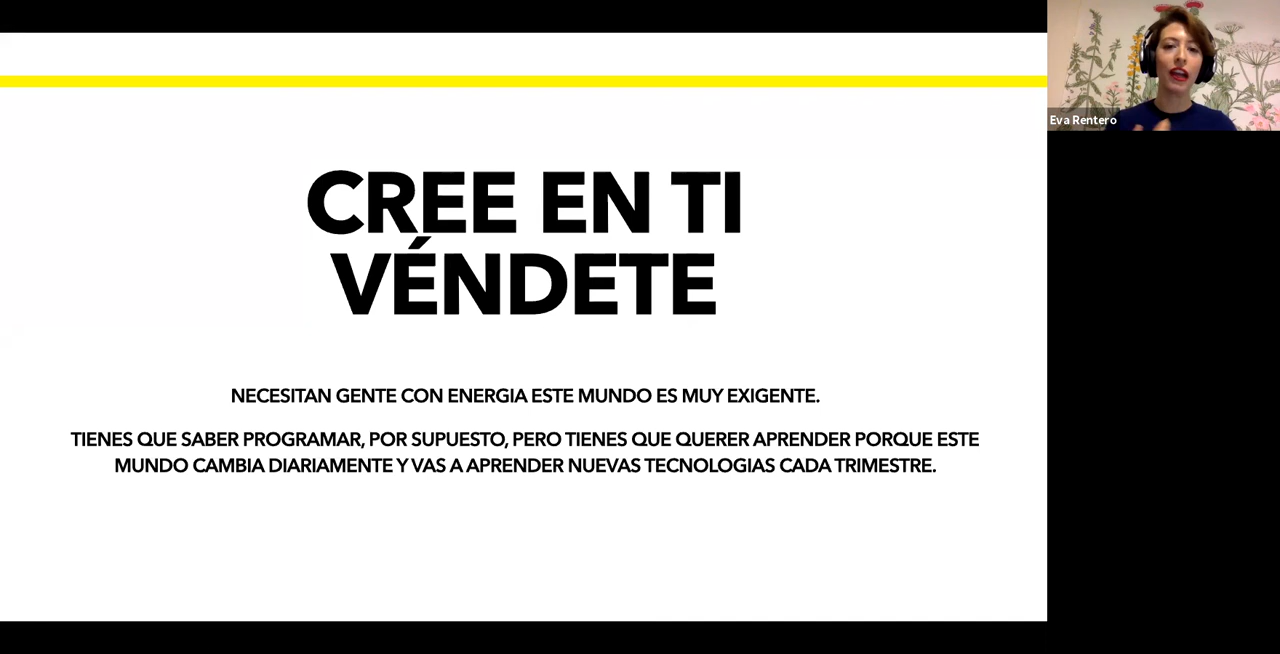 CREE EN TI
VÉNDETE
NECESITAN GENTE CON ENERGIA ESTE MUNDO ES MUY EXIGENTE.
TIENES QUE SABER PROGRAMAR, POR SUPUESTO, PERO TIENES QUE QUERER APRENDER PORQUE ESTE
MUNDO CAMBIA DIARIAMENTE Y VAS A APRENDER NUEVAS TECNOLOGIAS CADA TRIMESTRE.
Eva Rentero